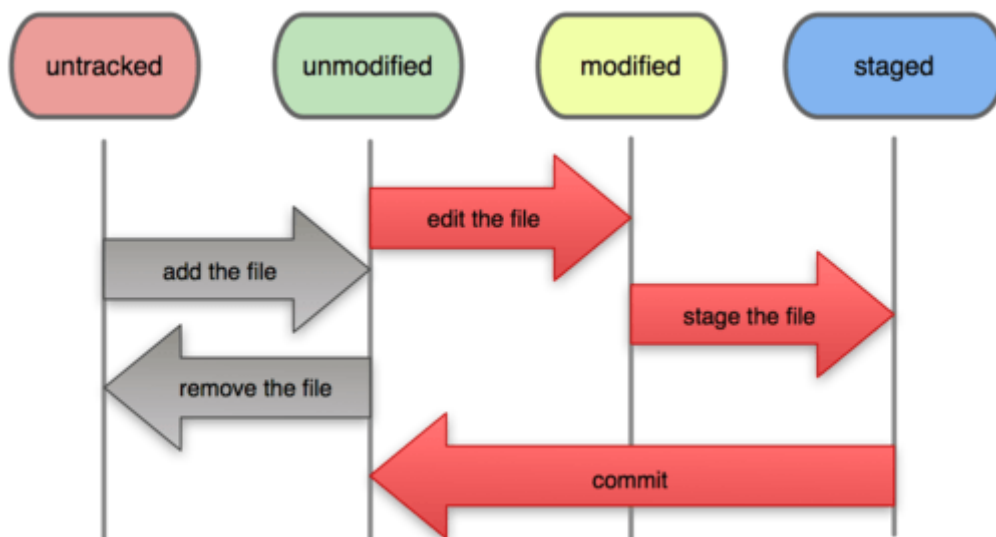 untracked
unmodified
modified
staged
edit the file
add the file
stage the file
remove the file
commit